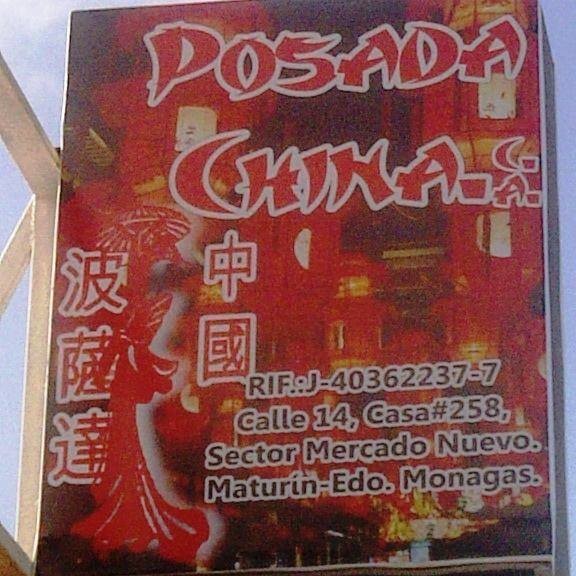 POSADA
CHINA. C.A.
波薩達
中國
RIF.:J-40362237-7
Calle 14, Casa#258,
Sector Mercado Nuevo.
Maturín-Edo. Monagas.